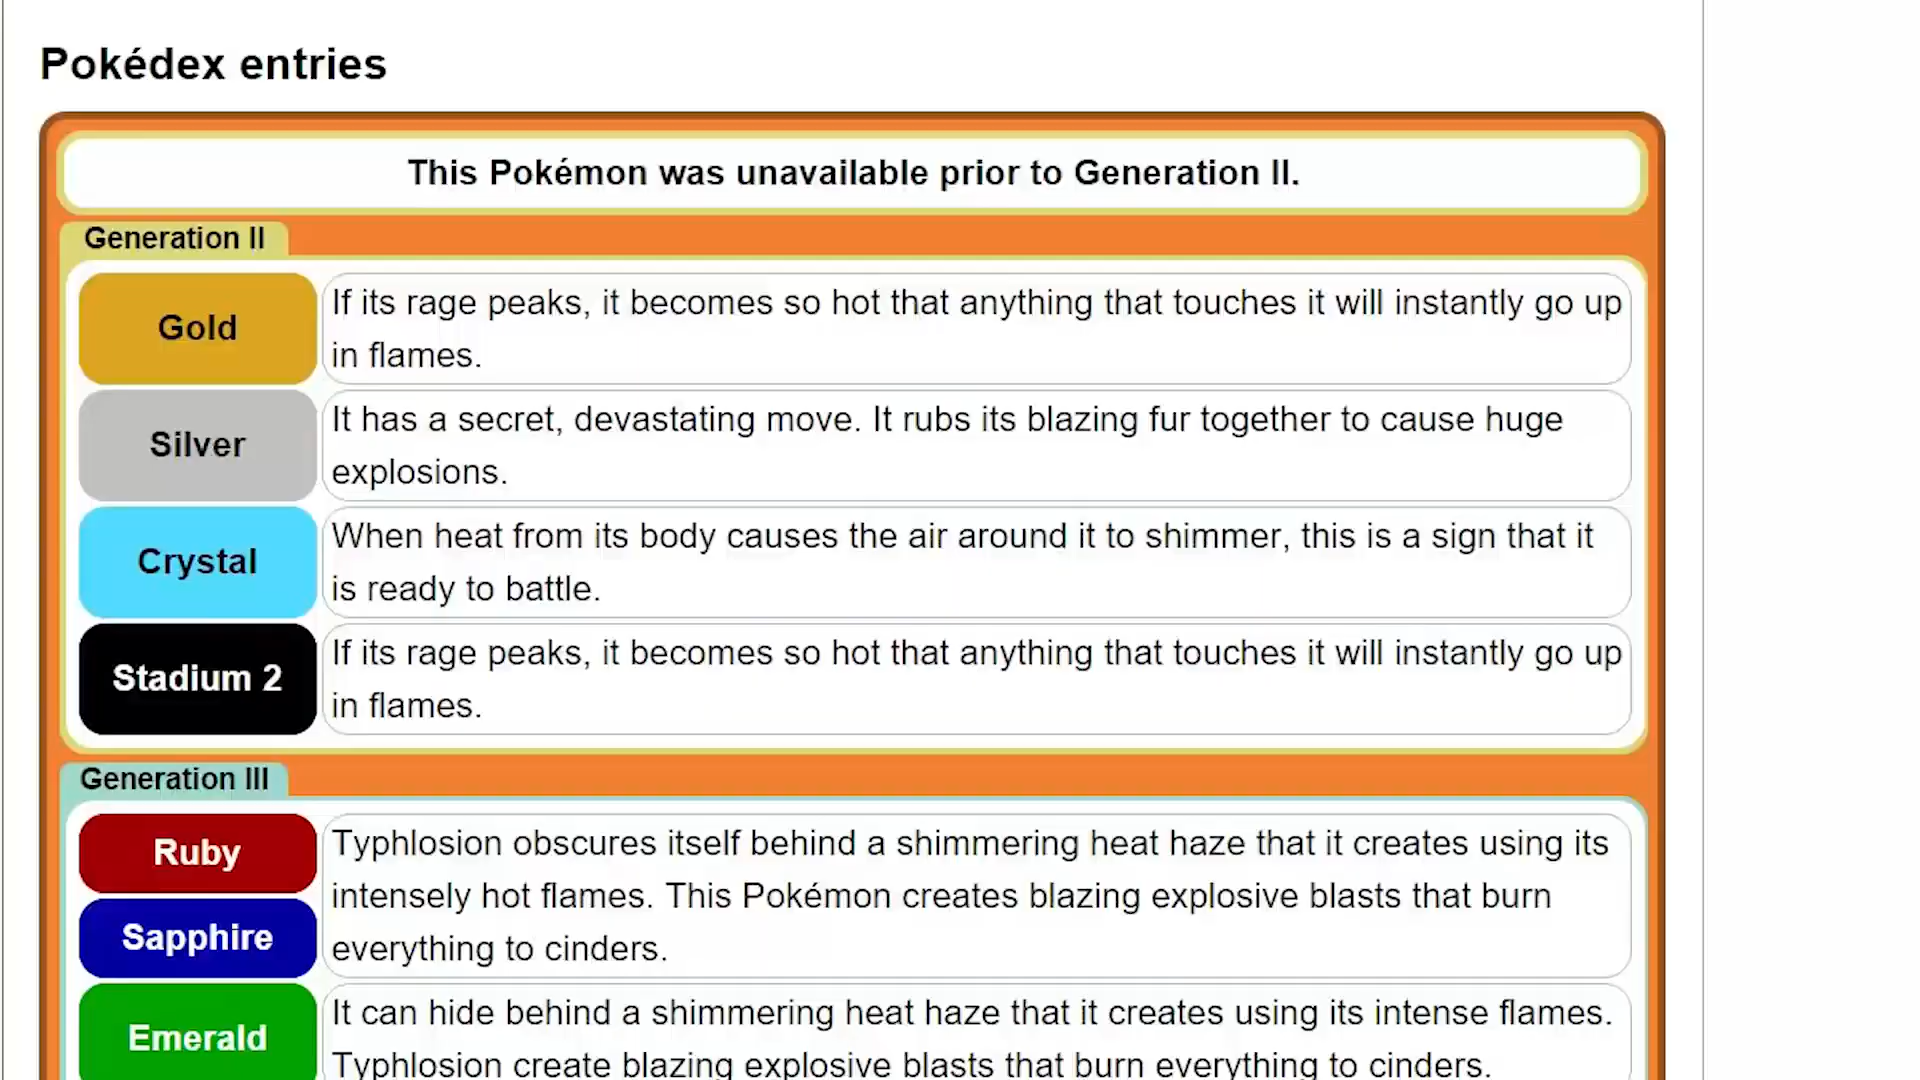 Pokédex entries
This Pokémon was unavailable prior to Generation II.
Generation II
Gold
If its rage peaks, it becomes so hot that anything that touches it will instantly go up
in flames.
Silver
It has a secret, devastating move. It rubs its blazing fur together to cause huge
explosions.
Crystal
When heat from its body causes the air around it to shimmer, this is a sign that it
is ready to battle.
Stadium 2
If its rage peaks, it becomes so hot that anything that touches it will instantly go up
in flames.
Generation III
Ruby
Sapphire
Typhlosion obscures itself behind a shimmering heat haze that it creates using its
intensely hot flames. This Pokémon creates blazing explosive blasts that burn
everything to cinders.
Emerald
It can hide behind a shimmering heat haze that it creates using its intense flames.
Typhlosion create blazing explosive blasts that burn everything to cinders.